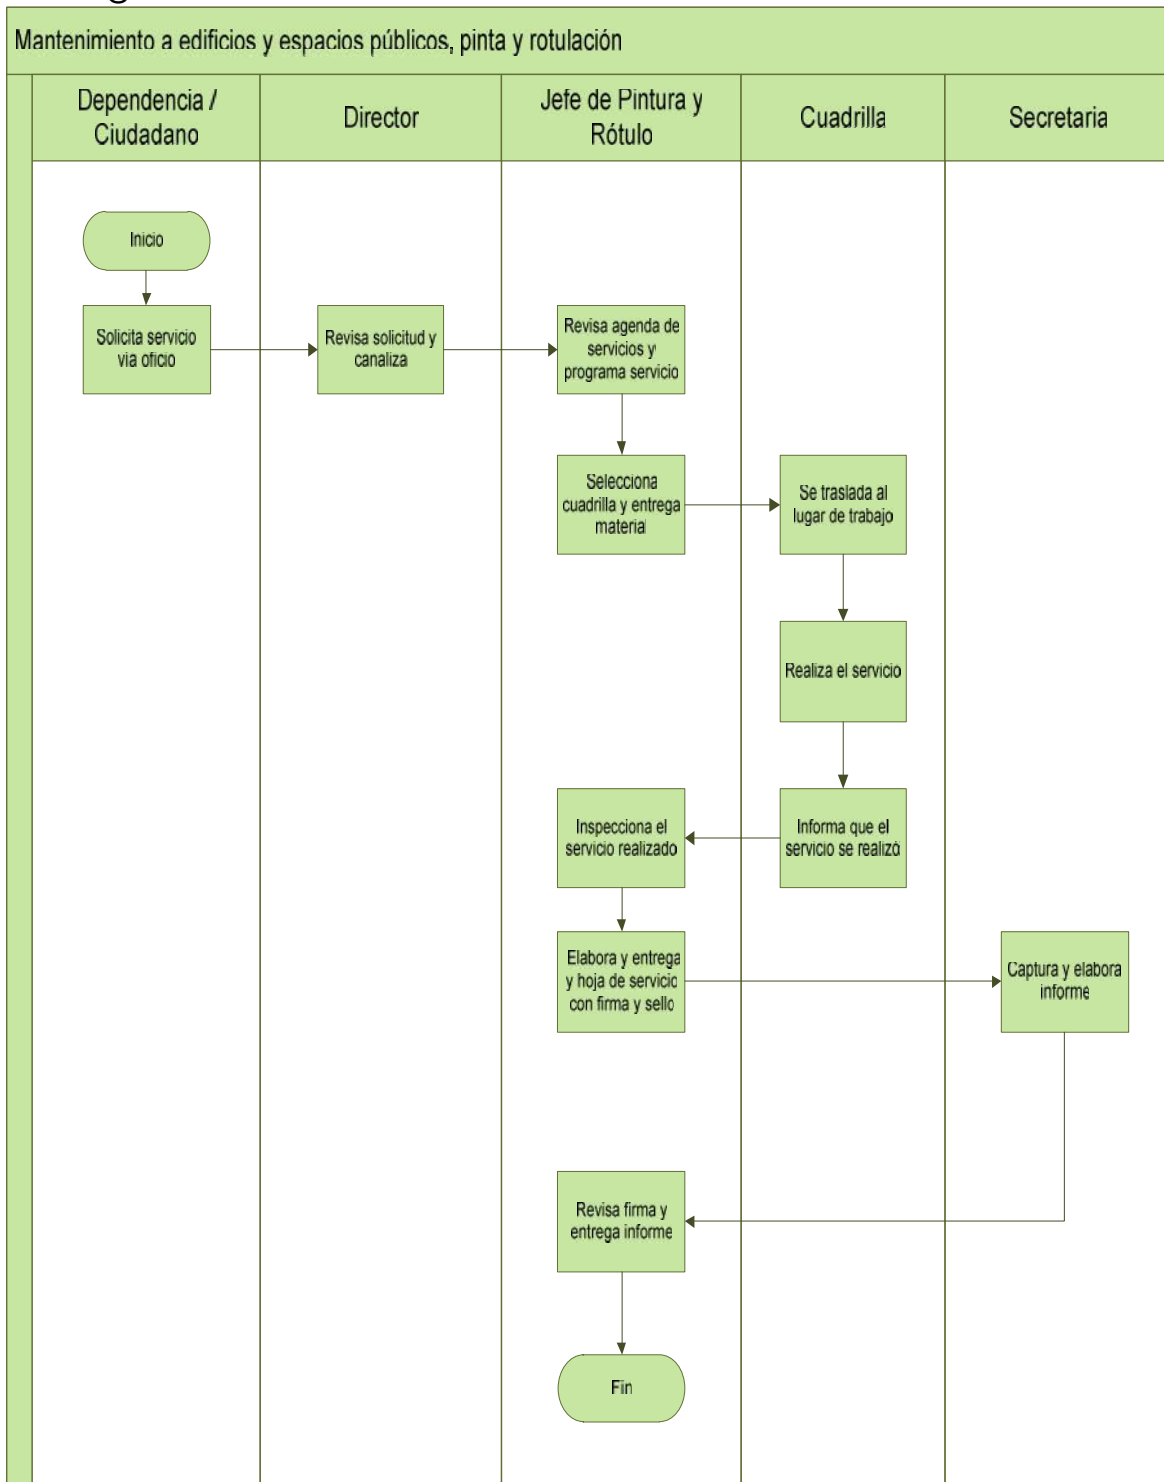 Mantenimiento a edificios y espacios públicos, pinta y rotulación
Dependencia /
Ciudadano
Director
Jefe de Pintura y
Rótulo
Cuadrilla
Secretaria
Inicio
Solicita servicio
via oficio
Revisa solicitud y
canaliza
Revisa agenda de
servicios y
programa servicio
Selecciona
cuadrilla y entrega
material
Se traslada al
lugar de trabajo
Realiza el servicio
Informa que el
servicio se realizó
Inspecciona el
servicio realizado
Elabora y entrega
y hoja de servicio
con firma y sello
Captura y elabora
informe
Revisa firma y
entrega informe
Fin